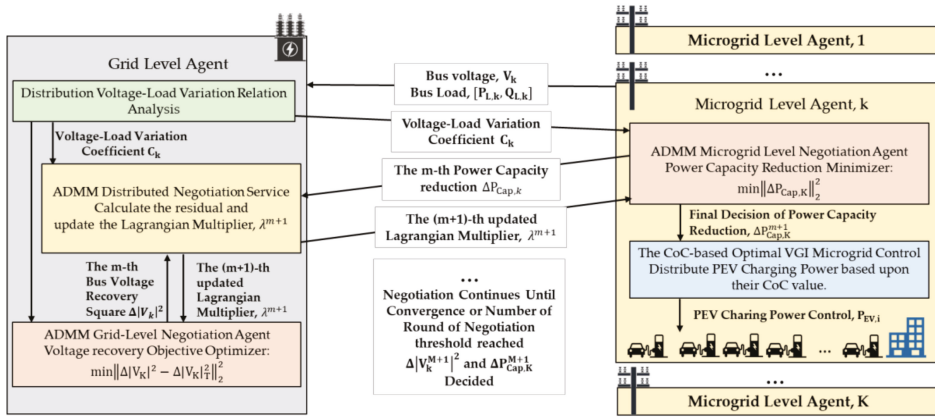 Grid Level Agent
Distribution Voltage-Load Variation Relation
Analysis
Voltage-Load Variation
Coefficient C_k
ADMM Distributed Negotiation Service
Calculate the residual and
update the Lagrangian Multiplier, λ^{m+1}
The m-th
Bus Voltage
Recovery
Square Δ|V_k|^2
The (m+1)-th
updated
Lagrangian
Multiplier, λ^{m+1}
ADMM Grid-Level Negotiation Agent
Voltage recovery Objective Optimizer:
min‖Δ|V_K|^2 − Δ|V_K|_T^2‖_2^2
Bus voltage, V_k
Bus Load, [P_{L,k}, Q_{L,k}]
Voltage-Load Variation
Coefficient C_k
The m-th Power Capacity
reduction ΔP_{Cap,k}
The (m+1)-th updated
Lagrangian Multiplier, λ^{m+1}
...
Negotiation Continues Until
Convergence or Number of
Round of Negotiation
threshold reached
Δ|V_k^{M+1}|^2 and ΔP_{Cap.K}^{M+1}
Decided
Microgrid Level Agent, 1
...
Microgrid Level Agent, k
ADMM Microgrid Level Negotiation Agent
Power Capacity Reduction Minimizer:
min‖ΔP_{Cap,K}‖_2^2
Final Decision of Power Capacity
Reduction, ΔP_{Cap,K}^{m+1}
The CoC-based Optimal VGI Microgrid Control
Distribute PEV Charging Power based upon
their CoC value.
PEV Charing Power Control, P_{EV,i}
...
...
Microgrid Level Agent, K